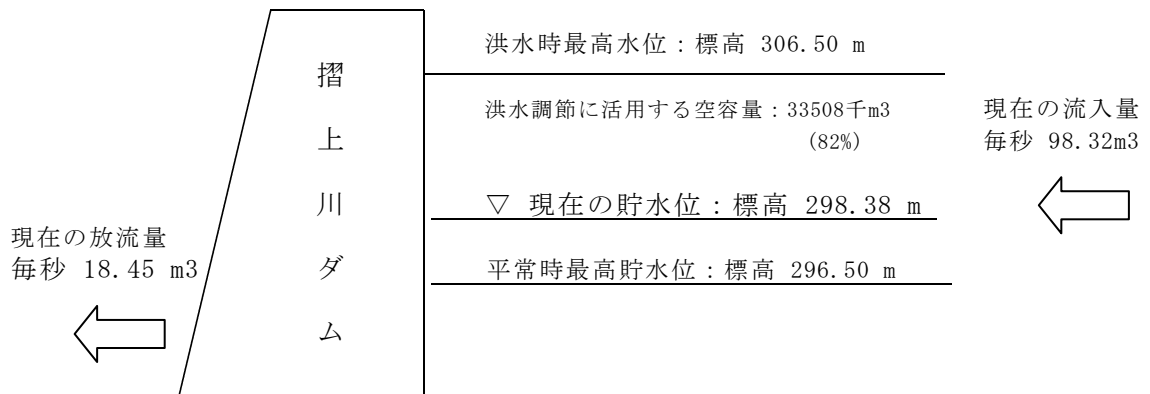 洪水時最高水位：標高 306.50 m
洪水調節に活用する空容量：33508千m3
(82%)
現在の流入量
毎秒 98.32m3
▽ 現在の貯水位：標高 298.38 m
平常時最高貯水位：標高 296.50 m
摺
上
川
ダ
ム
現在の放流量
毎秒 18.45 m3